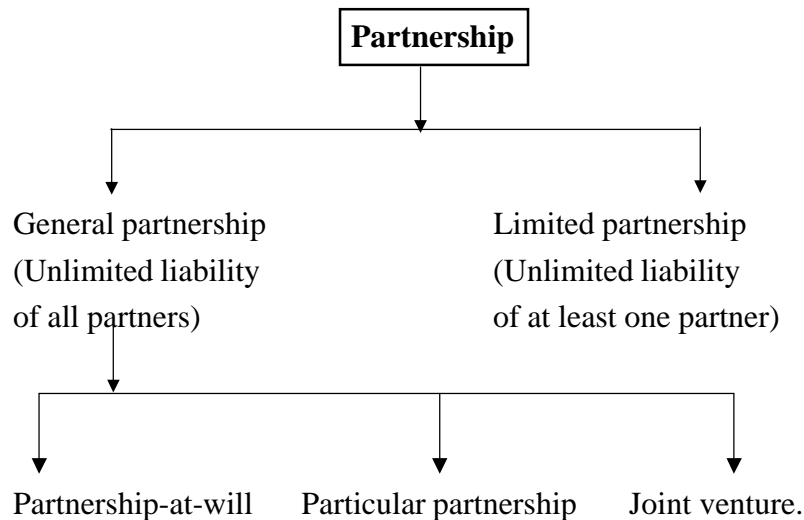 Partnership
General partnership
(Unlimited liability
of all partners)
Limited partnership
(Unlimited liability
of at least one partner)
Partnership-at-will
Particular partnership
Joint venture.